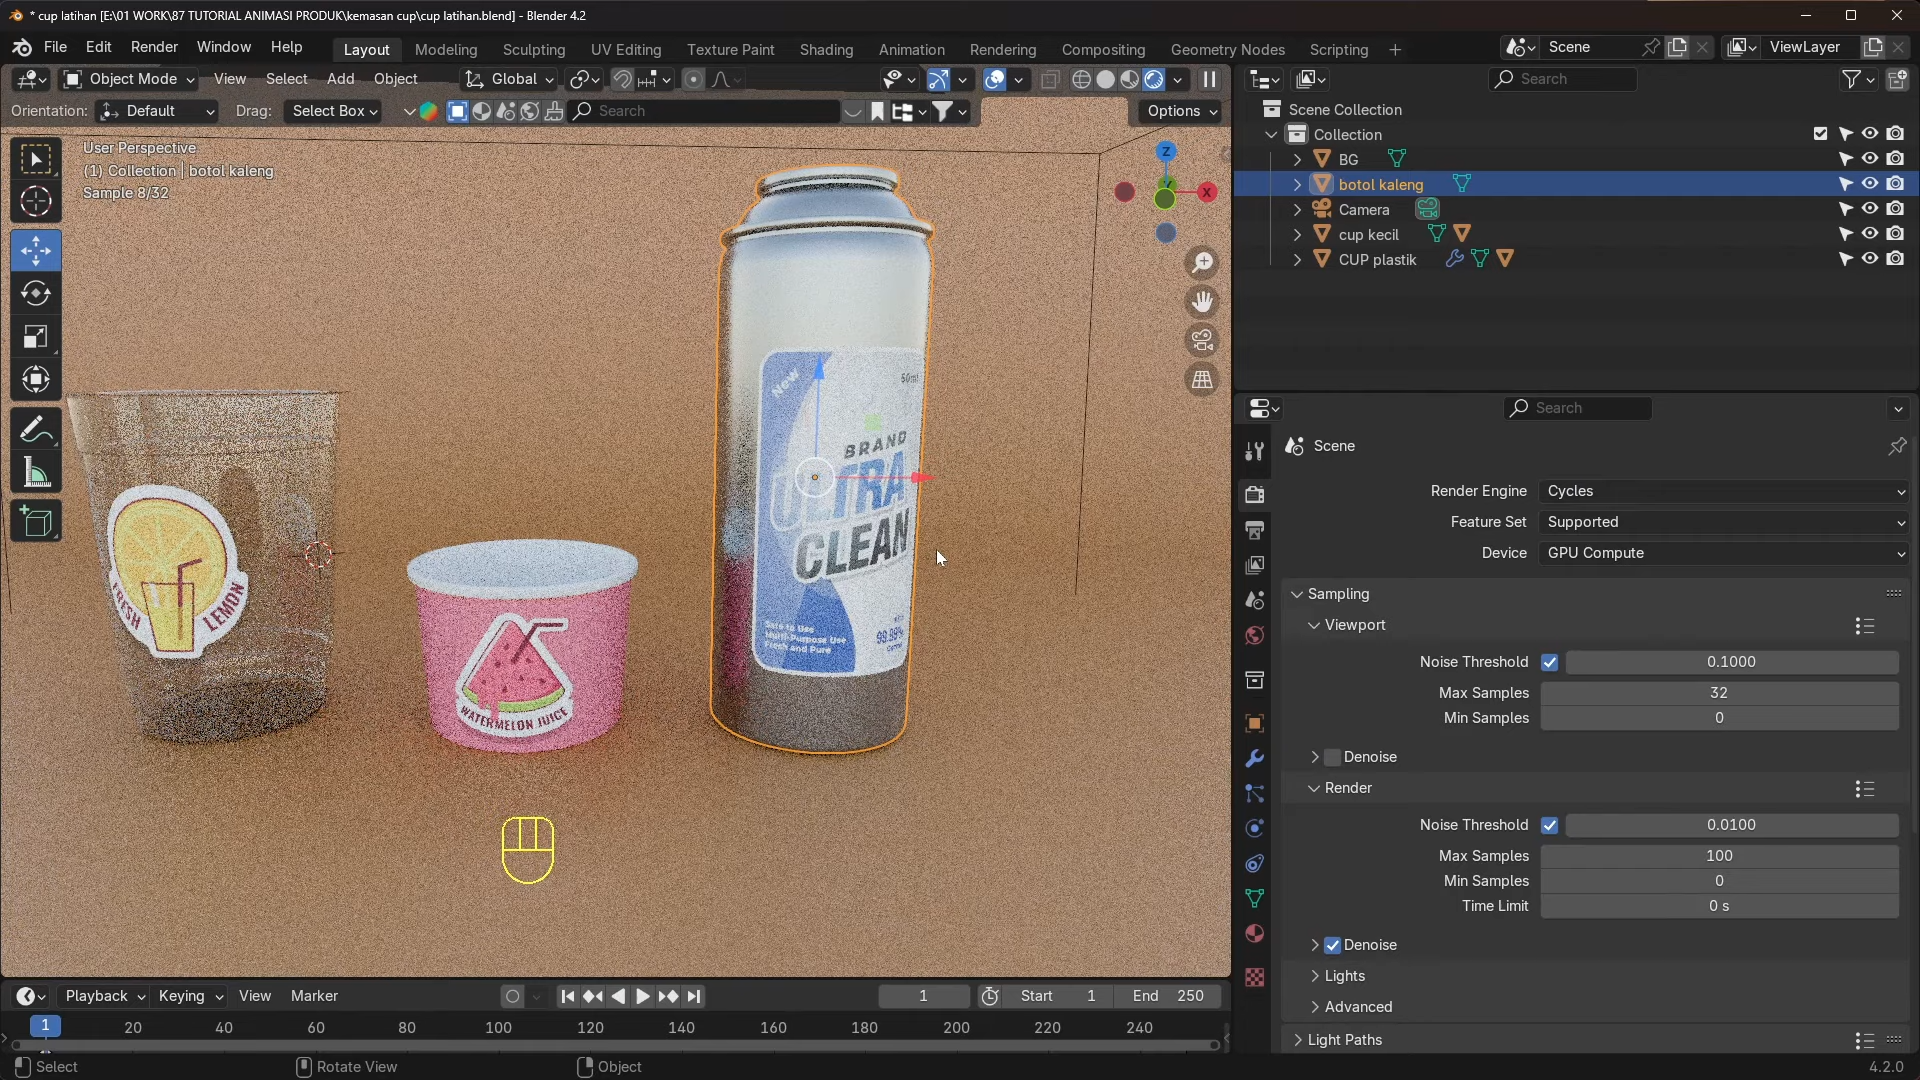 * cup latihan [E:\01 WORK\87 TUTORIAL ANIMASI PRODUK\kemasan cup\cup latihan.blend] - Blender 4.2
File Edit Render Window Help Layout Modeling Sculpting UV Editing Texture Paint Shading Animation Rendering Compositing Geometry Nodes Scripting + Scene ViewLayer
Object Mode View Select Add Object Global
Search
Orientation: Default Drag: Select Box Search Options
User Perspective
(1) Collection | botol kaleng
Sample 8/32
Z
Y
X
New
50ml
BRAND
ULTRA
CLEAN
Safe to Use
Multi-Purpose Use
Fresh and Pure
99.99%
FRESH LEMON
WATERMELON JUICE
Scene Collection
Collection
BG
botol kaleng
Camera
cup kecil
CUP plastik
Search
Scene
Render Engine Cycles
Feature Set Supported
Device GPU Compute
Sampling
Viewport
Noise Threshold 0.1000
Max Samples 32
Min Samples 0
Denoise
Render
Noise Threshold 0.0100
Max Samples 100
Min Samples 0
Time Limit 0 s
Denoise
Lights
Advanced
Light Paths
Playback Keying View Marker 1 Start 1 End 250
1 20 40 60 80 100 120 140 160 180 200 220 240
Select Rotate View Object 4.2.0